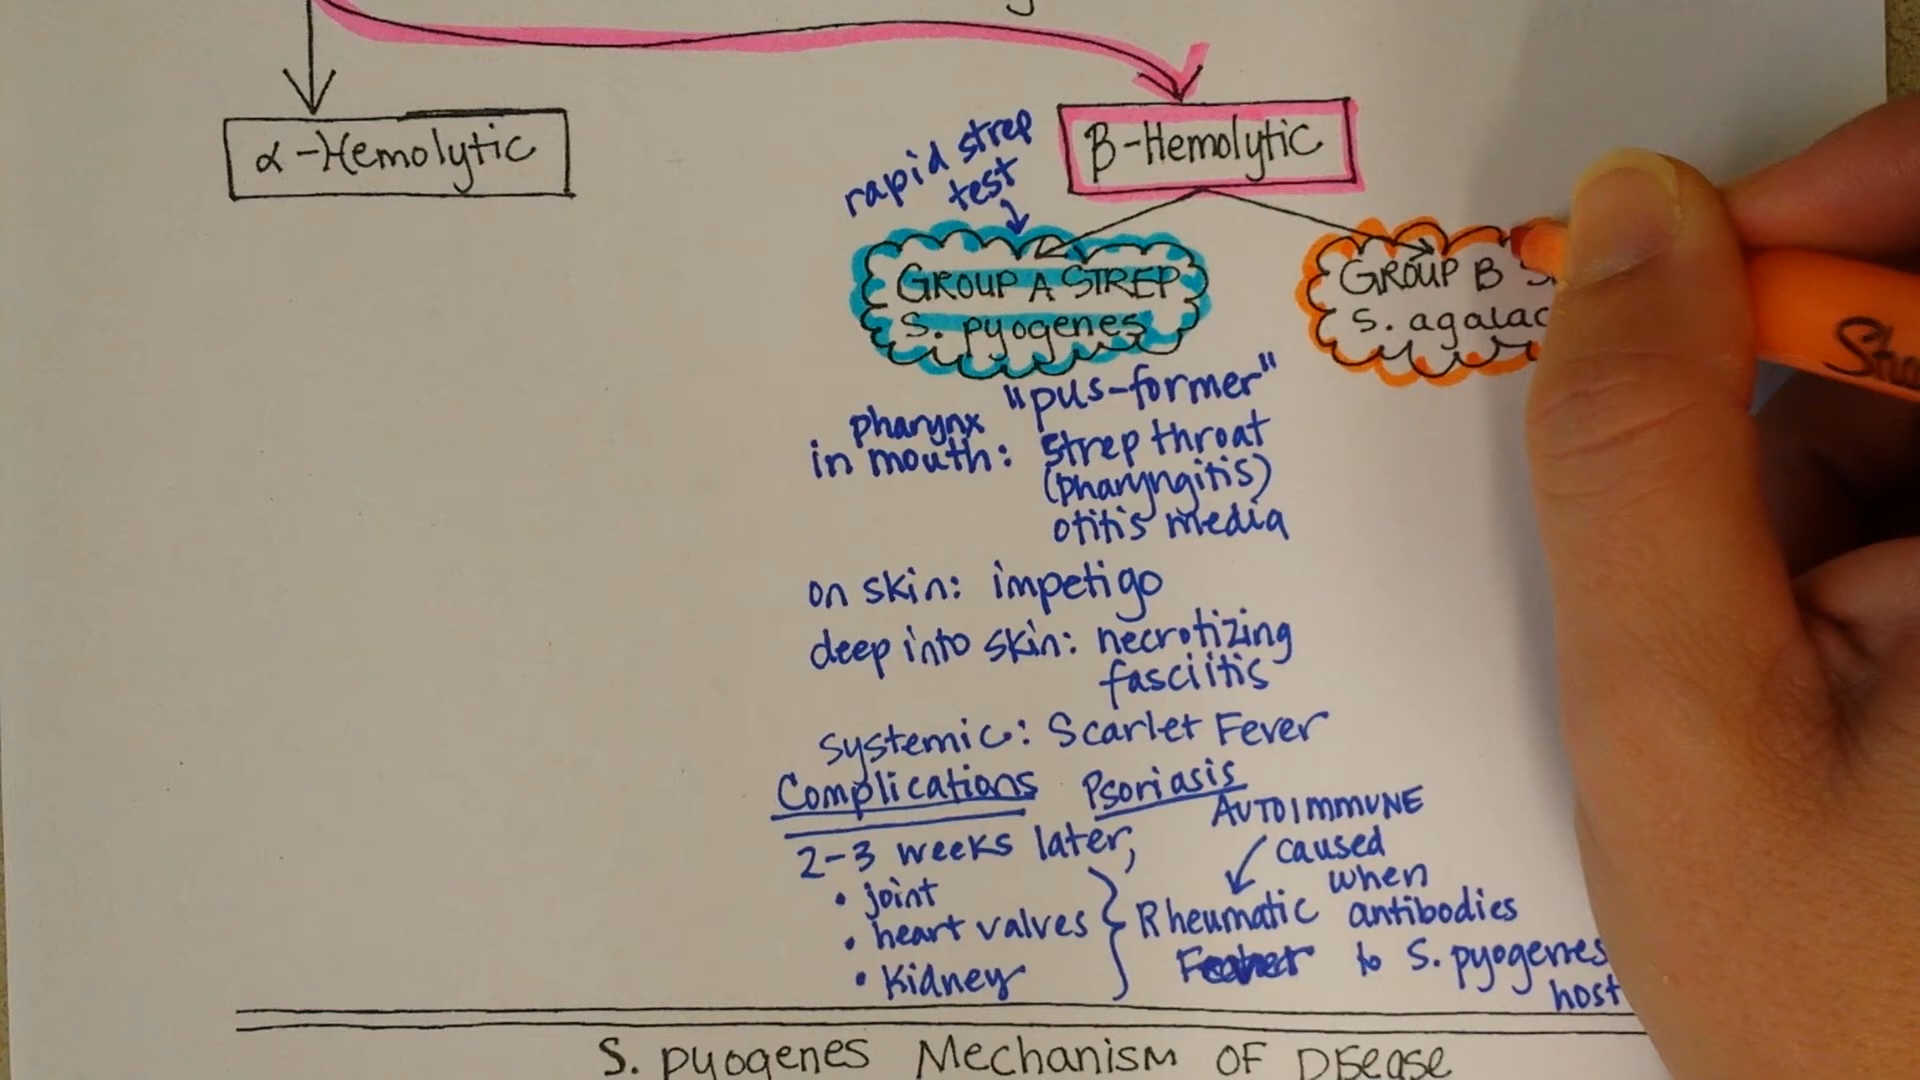 α-Hemolytic
β-Hemolytic
rapid strep
test
GROUP A STREP
S. pyogenes
GROUP B
S. agalac
"pus-former"
pharynx
in mouth: strep throat
(pharyngitis)
otitis media
on skin: impetigo
deep into skin: necrotizing
fasciitis
systemic: Scarlet Fever
Complications
Psoriasis
2-3 weeks later,
• joint
• heart valves
• Kidney
AUTOIMMUNE
caused
when
Rheumatic antibodies
to S. pyogenes
host
S. pyogenes Mechanism of Disease